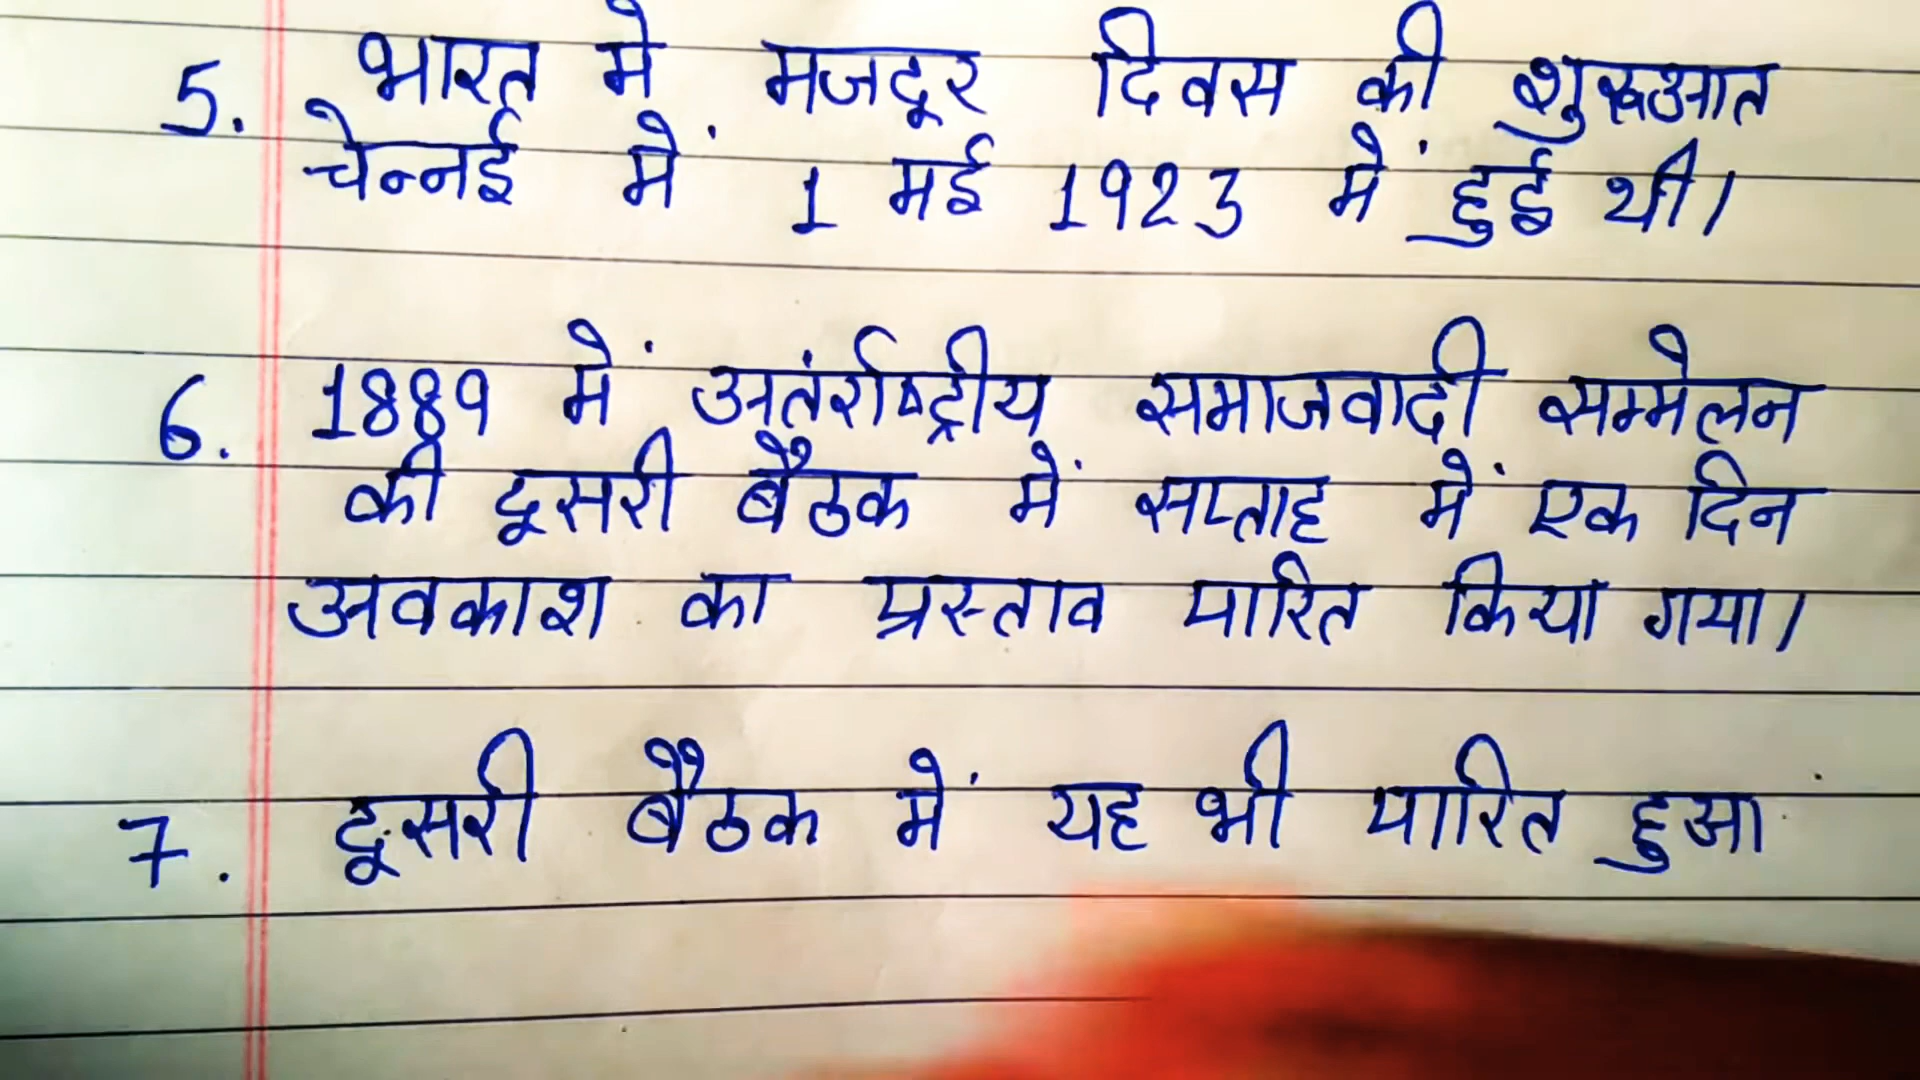 5. भारत मे मजदूर दिवस की शुरूआत
चेन्नई में 1 मई 1923 में हुई थी।
6. 1889 में अतंर्राष्ट्रीय समाजवादी सम्मेलन
की दूसरी बैठक में सप्ताह में एक दिन
अवकाश का प्रस्ताव पारित किया गया।
7. दूसरी बैठक में यह भी पारित हुआ